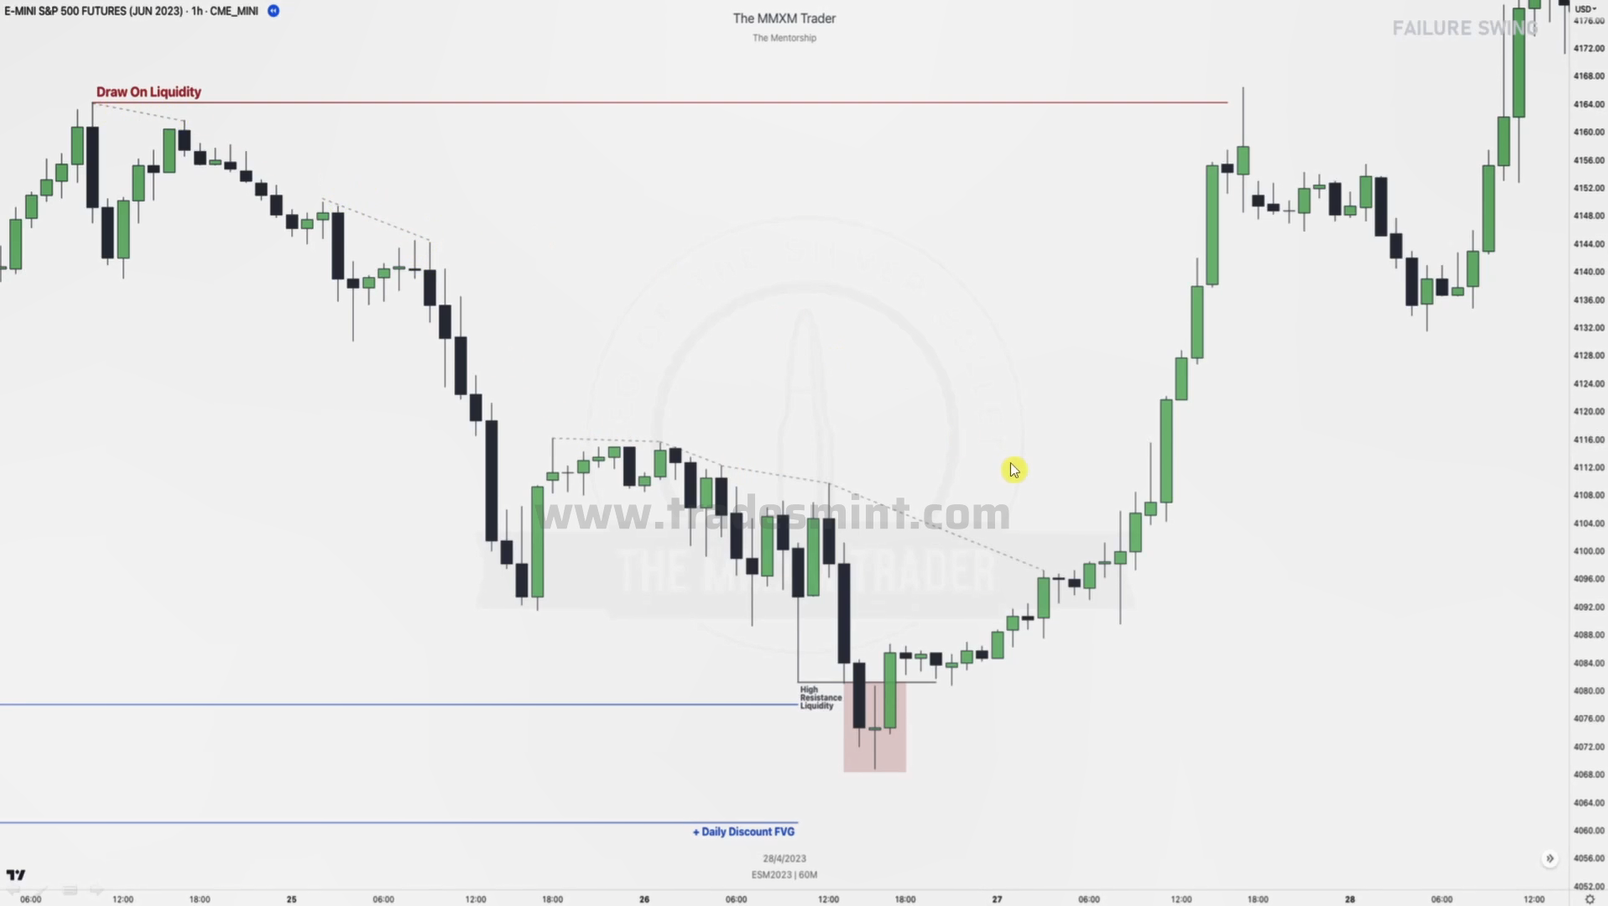 E-MINI S&P 500 FUTURES (JUN 2023) · 1h · CME_MINI
The MMXM Trader
The Mentorship
FAILURE SWING
USD
Draw On Liquidity
4176.00
4172.00
4168.00
4164.00
4160.00
4156.00
4152.00
4148.00
4144.00
4140.00
4136.00
4132.00
4128.00
4124.00
4120.00
4116.00
4112.00
4108.00
4104.00
4100.00
4096.00
4092.00
4088.00
4084.00
4080.00
4076.00
4072.00
4068.00
4064.00
4060.00
4056.00
4052.00
www.tradesmint.com
High
Resistance
Liquidity
+ Daily Discount FVG
28/4/2023
ESM2023 | 60M
06:00 12:00 18:00 25 06:00 12:00 18:00 26 06:00 12:00 18:00 27 06:00 12:00 18:00 28 06:00 12:00